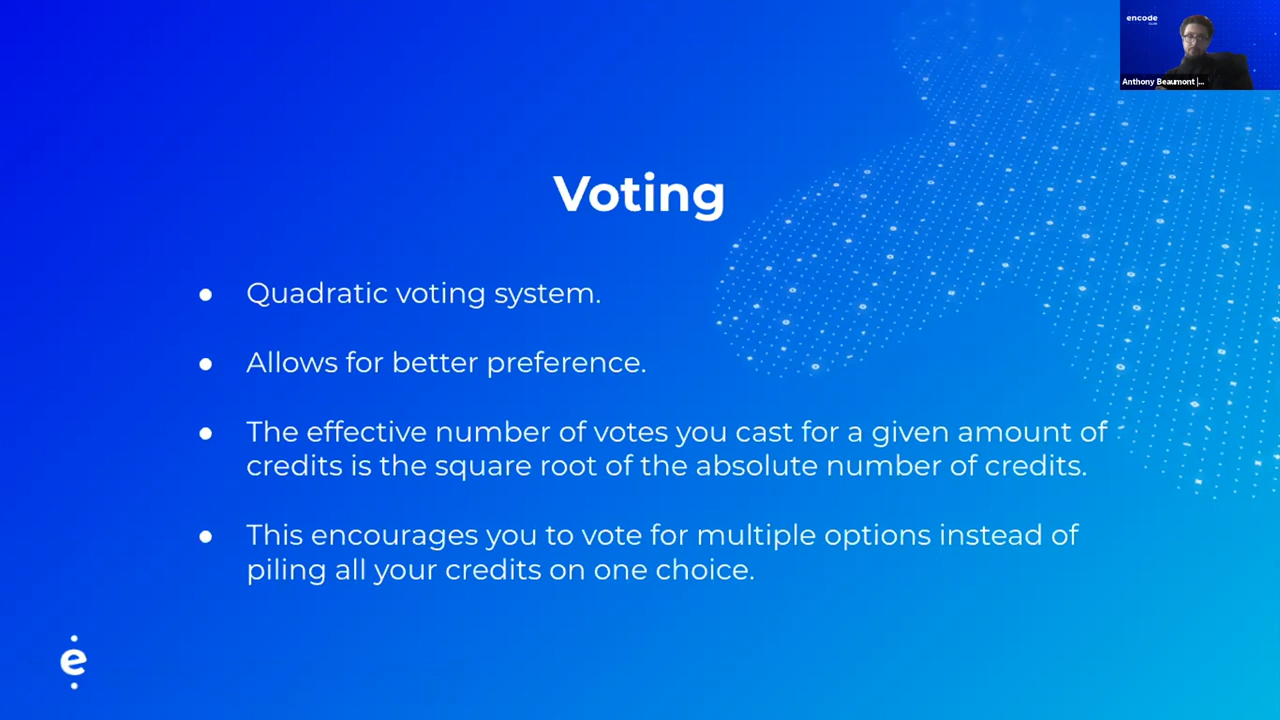 encode
CLUB
Anthony Beaumont |...
Voting
● Quadratic voting system.
● Allows for better preference.
● The effective number of votes you cast for a given amount of
credits is the square root of the absolute number of credits.
● This encourages you to vote for multiple options instead of
piling all your credits on one choice.
e